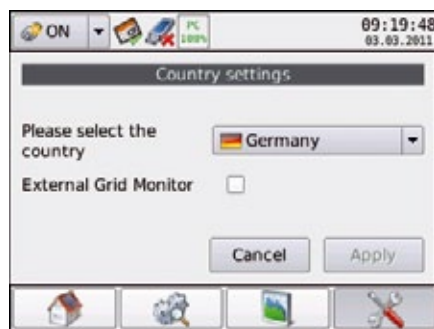 ON
PC
100%
09:19:48
03.03.2011
Country settings
Please select the
country
Germany
External Grid Monitor
Cancel
Apply